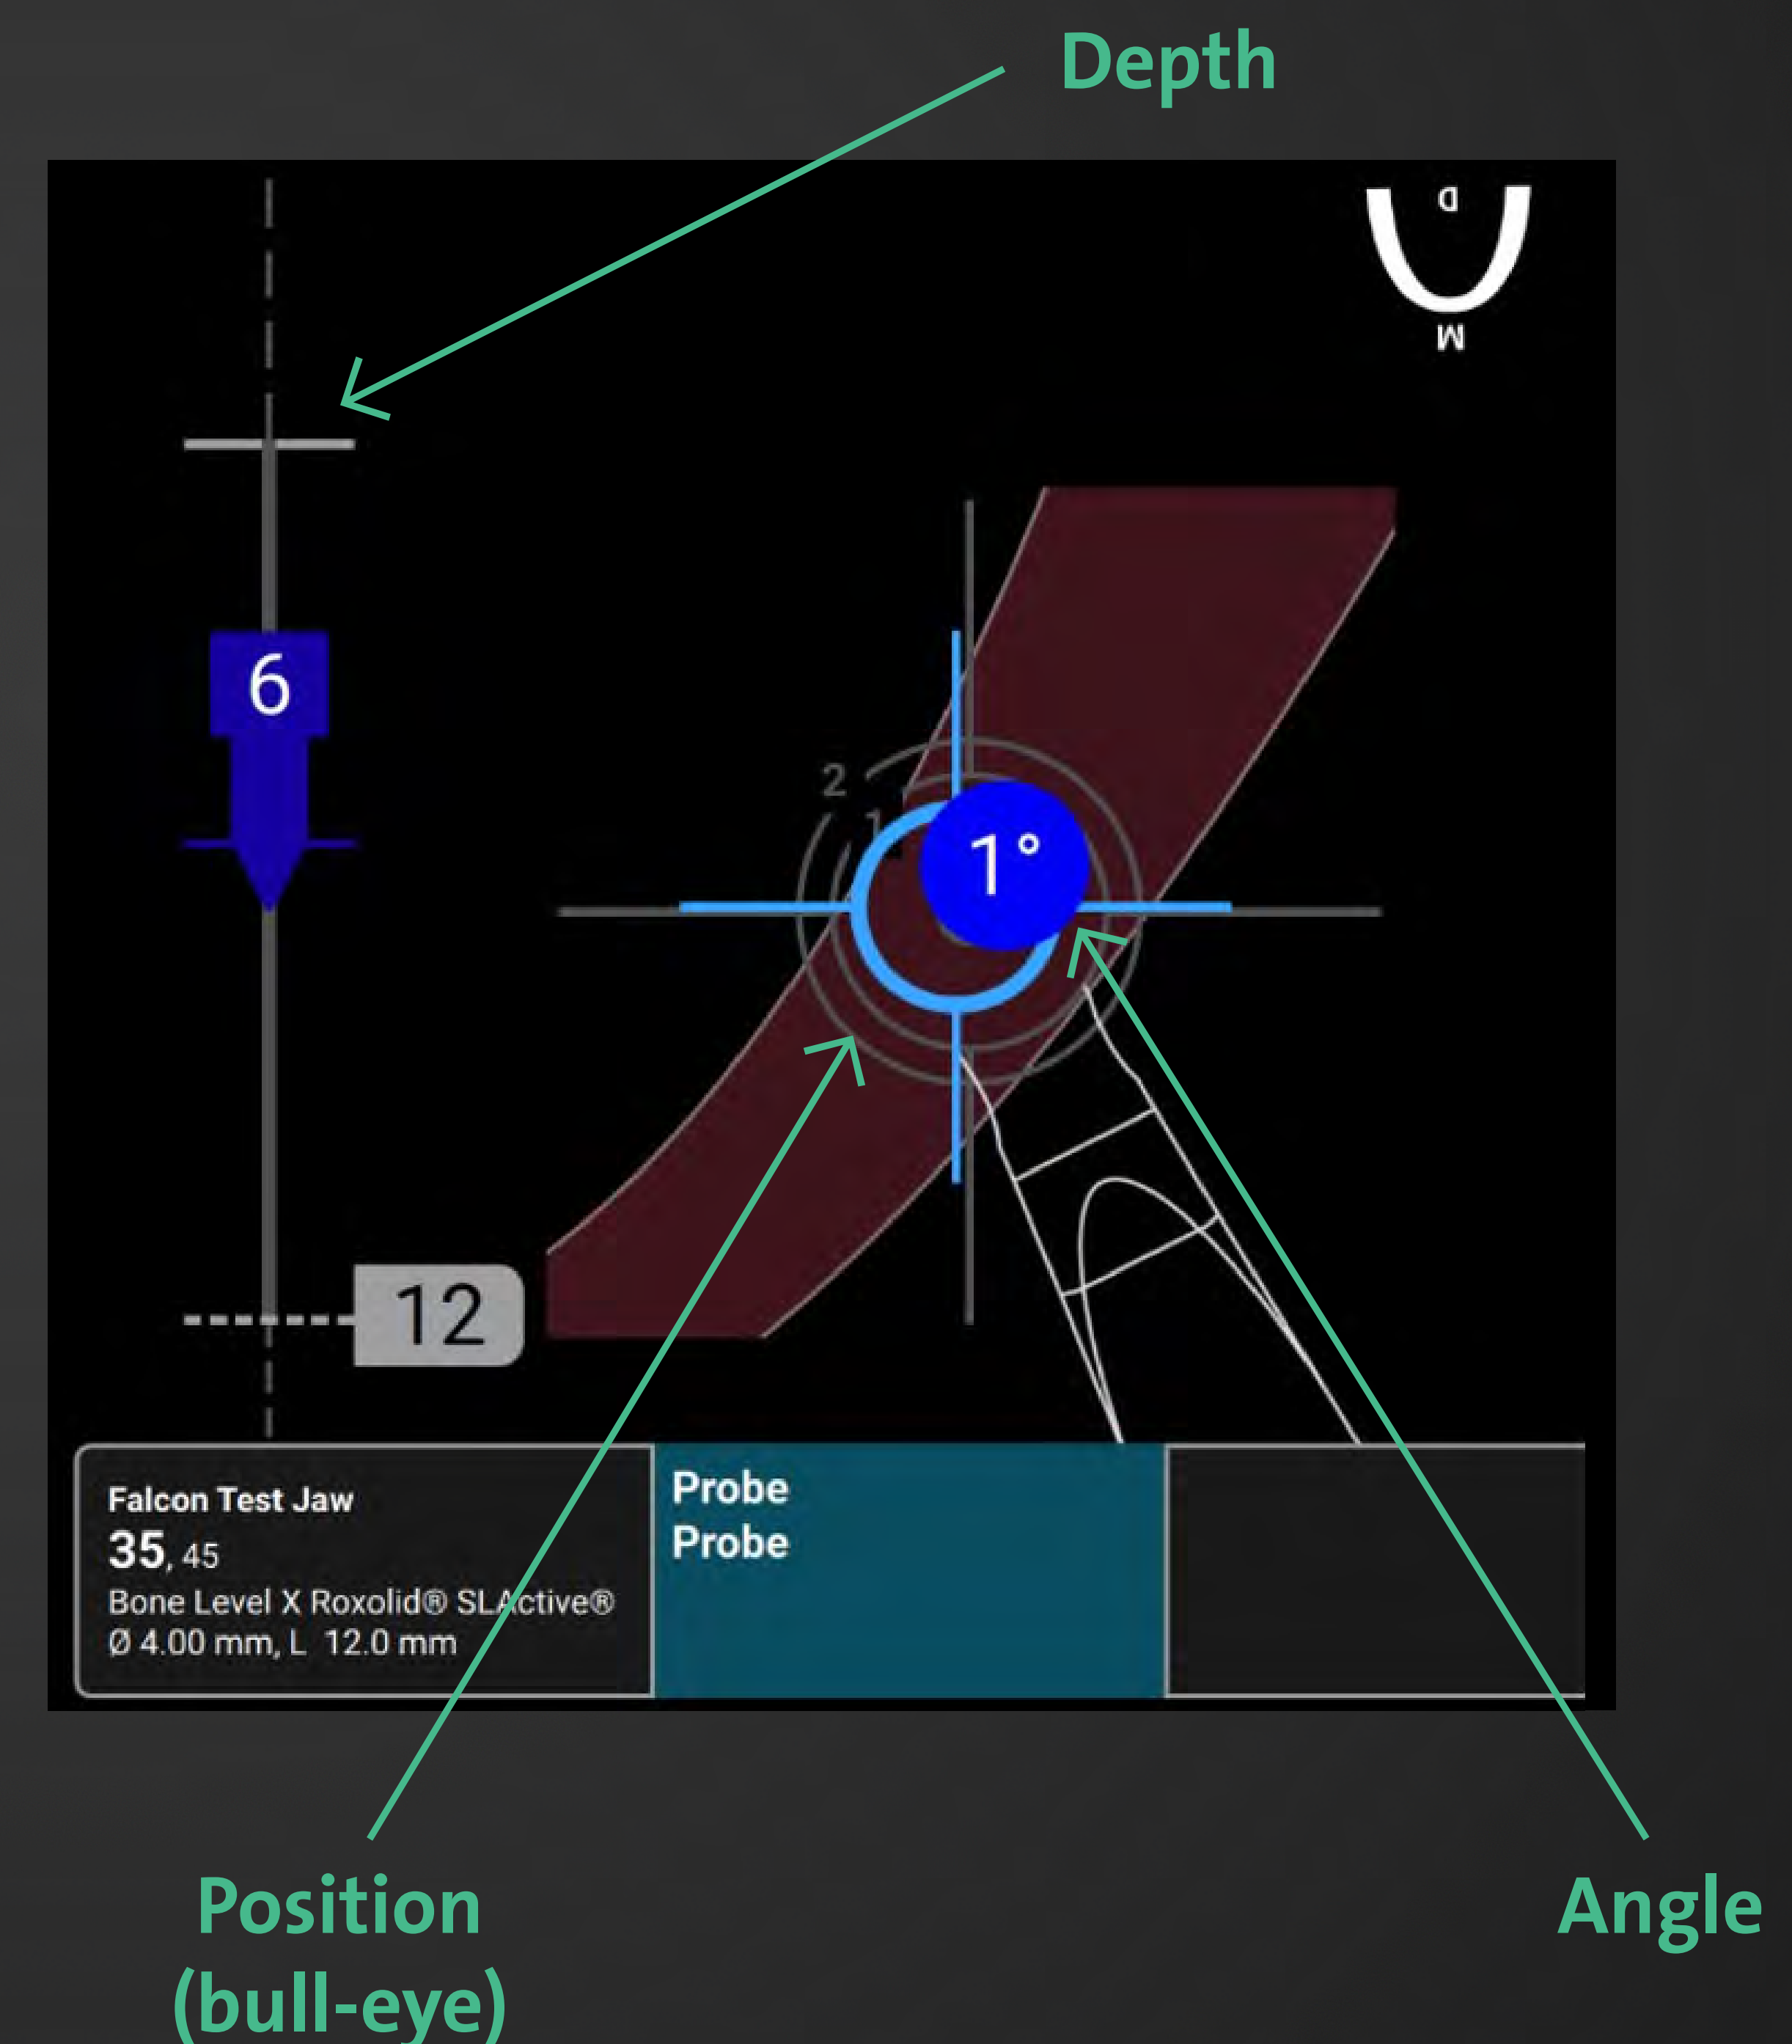 Depth
D
M
6
2
1
1°
12
Falcon Test Jaw
35, 45
Bone Level X Roxolid® SLActive®
Ø 4.00 mm, L 12.0 mm
Probe
Probe
Position
(bull-eye)
Angle